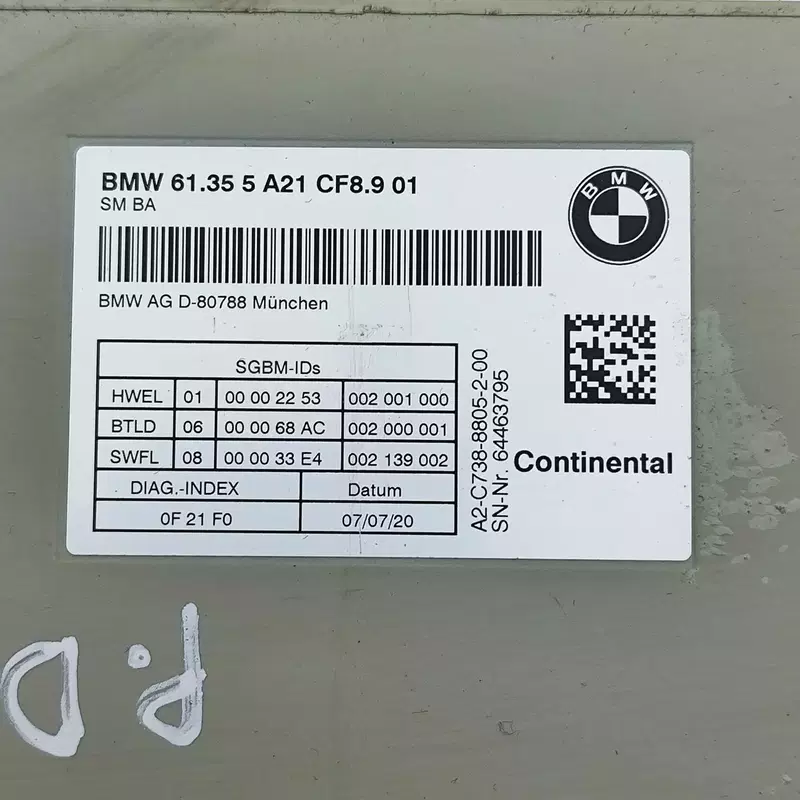 BMW 61.35 5 A21 CF8.9 01
SM BA
BMW
BMW AG D-80788 München
SGBM-IDs
HWEL 01 00 00 22 53 002 001 000
BTLD 06 00 00 68 AC 002 000 001
SWFL 08 00 00 33 E4 002 139 002
DIAG.-INDEX Datum
0F 21 F0 07/07/20
A2-C738-8805-2-00
SN-Nr. 64463795
Continental
P.D